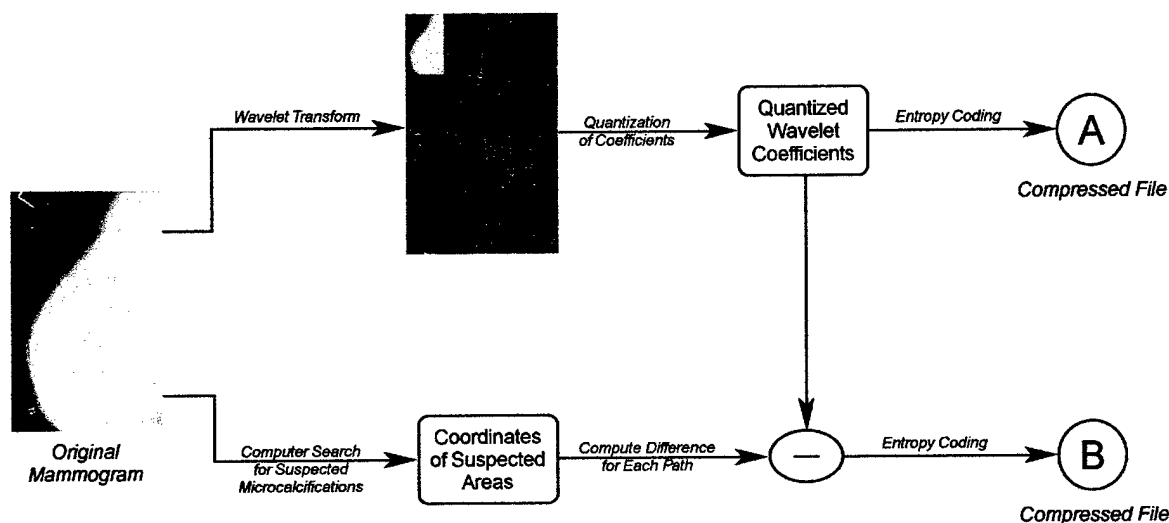 Wavelet Transform
Quantization
of Coefficients
Quantized
Wavelet
Coefficients
Entropy Coding
A
Compressed File
Original
Mammogram
Computer Search
for Suspected
Microcalcifications
Coordinates
of Suspected
Areas
Compute Difference
for Each Path
—
Entropy Coding
B
Compressed File